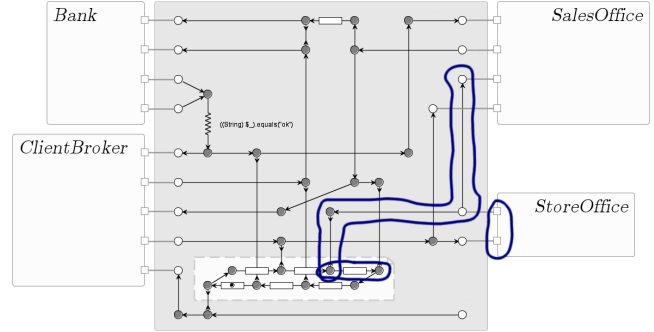 Bank
SalesOffice
((String) $_).equals("ok")
ClientBroker
StoreOffice